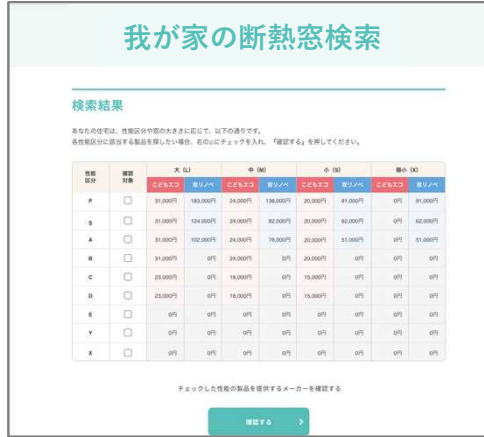 我が家の断熱窓検索
検索結果
あなたの住宅は、性能区分や窓の大きさに応じて、以下の通りです。
各性能区分に該当する製品を探したい場合、右の□にチェックを入れ、「確認する」を押してください。
性能区分 確認対象 大 (L) 中 (M) 小 (S) 極小 (X)
こどもエコ 窓リノベ こどもエコ 窓リノベ こどもエコ 窓リノベ こどもエコ 窓リノベ
P 31,000円 183,000円 24,000円 136,000円 20,000円 91,000円 0円 91,000円
S 31,000円 124,000円 24,000円 92,000円 20,000円 62,000円 0円 62,000円
A 31,000円 102,000円 24,000円 76,000円 20,000円 51,000円 0円 51,000円
B 31,000円 0円 24,000円 0円 20,000円 0円 0円 0円
C 23,000円 0円 18,000円 0円 15,000円 0円 0円 0円
D 23,000円 0円 18,000円 0円 15,000円 0円 0円 0円
E 0円 0円 0円 0円 0円 0円 0円 0円
Y 0円 0円 0円 0円 0円 0円 0円 0円
X 0円 0円 0円 0円 0円 0円 0円 0円
チェックした性能の製品を提供するメーカーを確認する
確認する